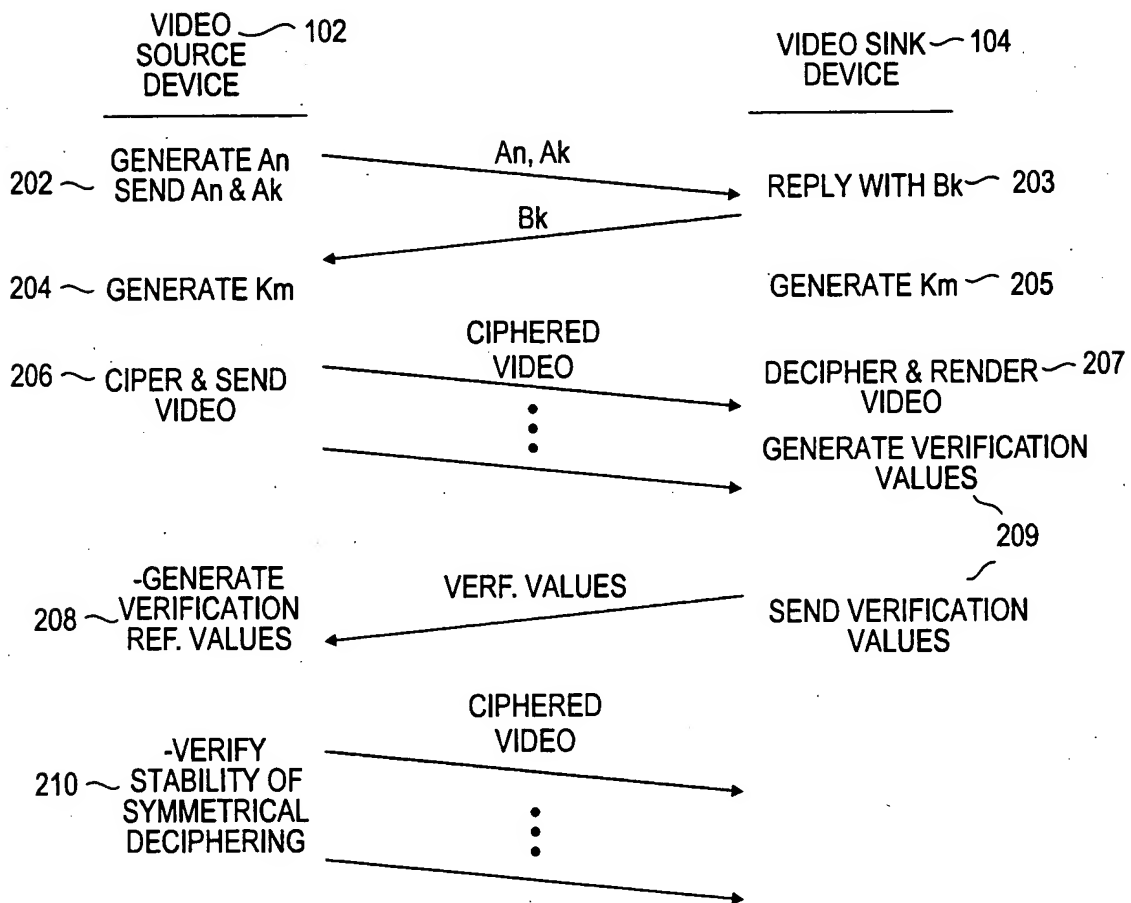 VIDEO
SOURCE
DEVICE
102
VIDEO SINK
DEVICE
104
202
GENERATE An
SEND An & Ak
An, Ak
REPLY WITH Bk
203
Bk
204
GENERATE Km
GENERATE Km
205
206
CIPER & SEND
VIDEO
CIPHERED
VIDEO
DECIPHER & RENDER
VIDEO
207
GENERATE VERIFICATION
VALUES
209
208
-GENERATE
VERIFICATION
REF. VALUES
VERF. VALUES
SEND VERIFICATION
VALUES
CIPHERED
VIDEO
210
-VERIFY
STABILITY OF
SYMMETRICAL
DECIPHERING